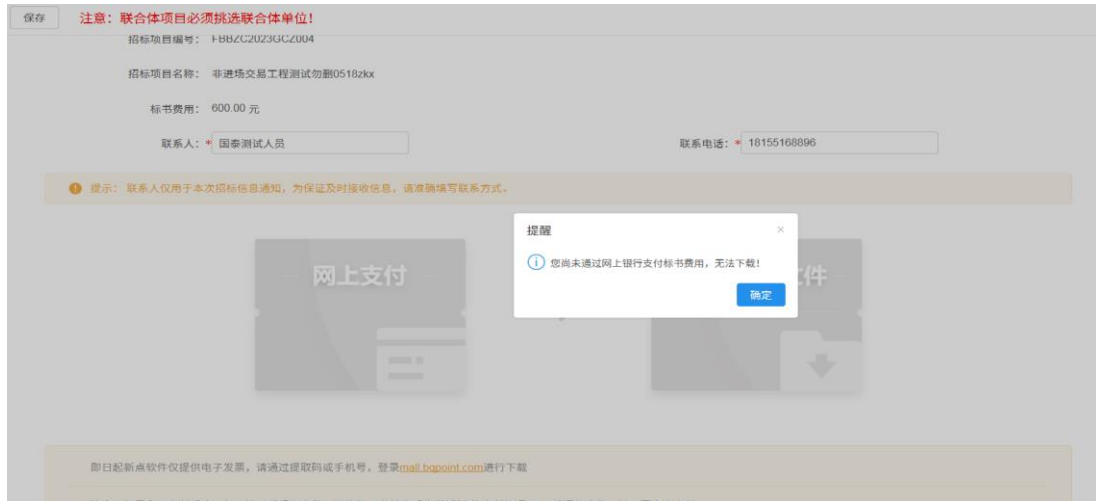 保存 注意：联合体项目必须挑选联合体单位！
招标项目编号： FBBZC2023GCZ004
招标项目名称： 非进场交易工程测试勿删0518zkx
标书费用： 600.00 元
联系人：* 国泰测试人员 联系电话：* 18155168896
提示： 联系人仅用于本次招标信息通知，为保证及时接收信息，请准确填写联系方式。
提醒
您尚未通过网上银行支付标书费用，无法下载！
确定
网上支付
件
即日起新点软件仅提供电子发票，请通过提取码或手机号，登录mall.bqpoint.com进行下载